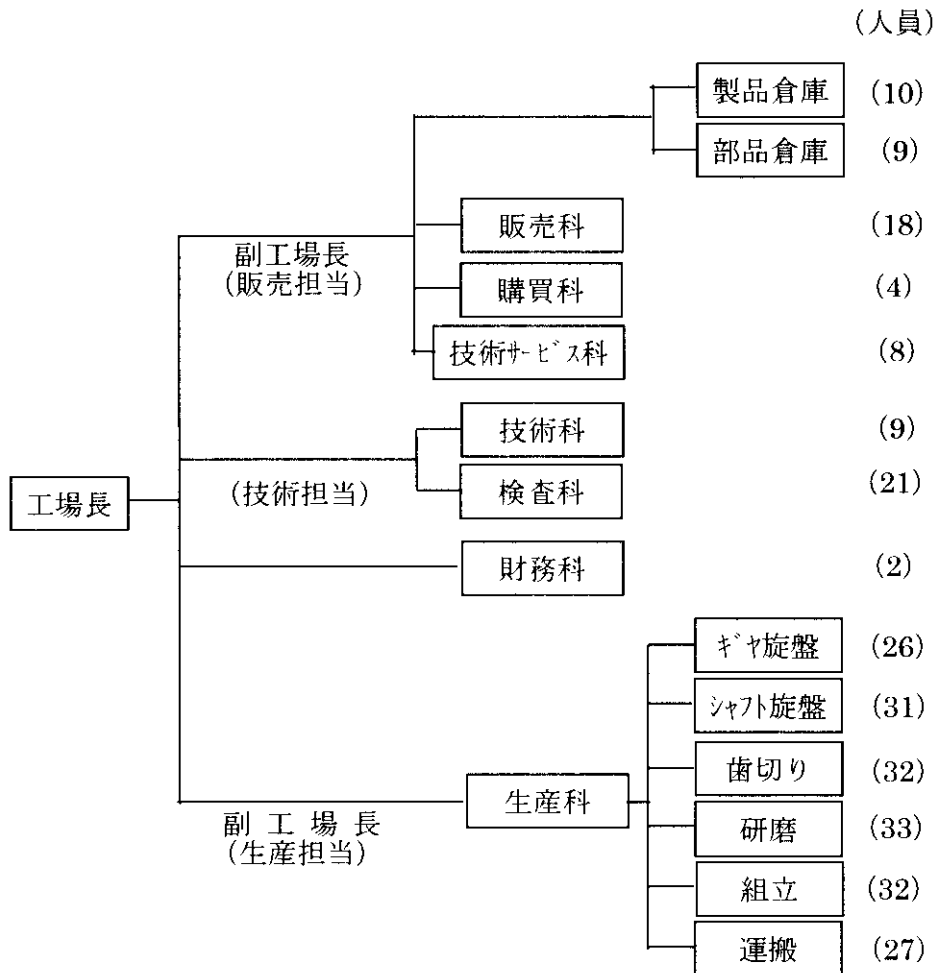 (人員)
製品倉庫 (10)
部品倉庫 (9)
販売科 (18)
副工場長
(販売担当)
購買科 (4)
技術サービス科 (8)
技術科 (9)
(技術担当)
検査科 (21)
工場長
財務科 (2)
ギヤ旋盤 (26)
シャフト旋盤 (31)
歯切り (32)
生産科
副工場長
(生産担当)
研磨 (33)
組立 (32)
運搬 (27)